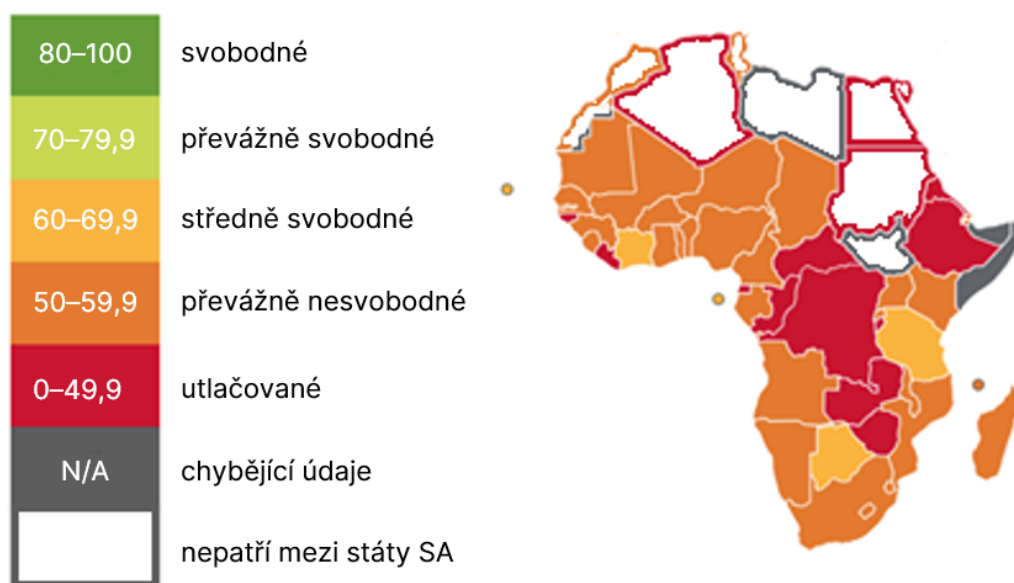 80–100 svobodné
70–79,9 převážně svobodné
60–69,9 středně svobodné
50–59,9 převážně nesvobodné
0–49,9 utlačované
N/A chybějící údaje
nepatří mezi státy SA